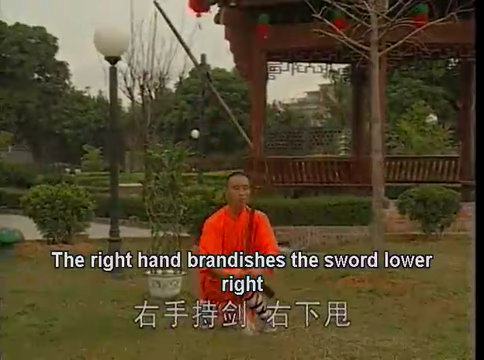 The right hand brandishes the sword lower
right
右手持剑 右下甩